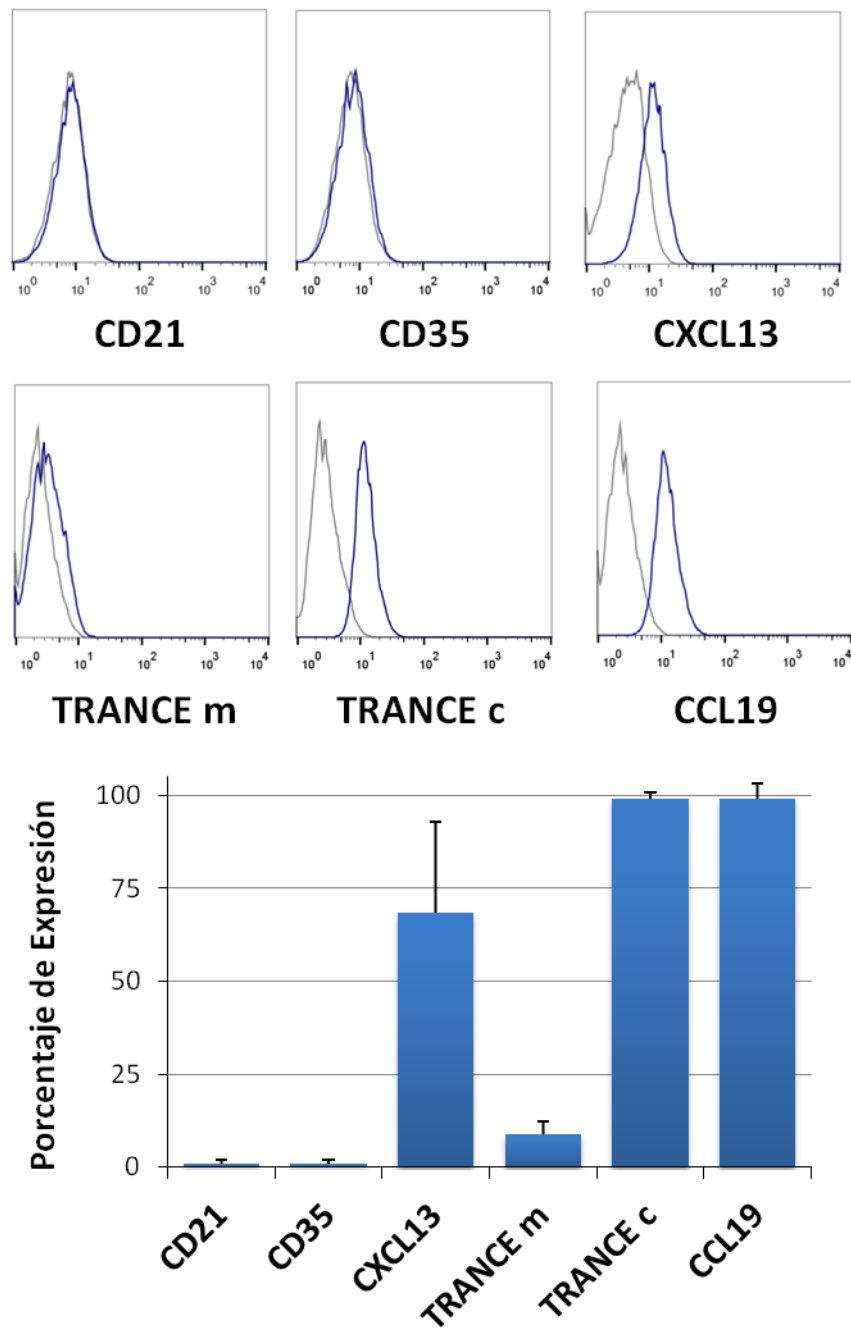 10⁰ 10¹ 10² 10³ 10⁴
10⁰ 10¹ 10² 10³ 10⁴
10⁰ 10¹ 10² 10³ 10⁴
CD21
CD35
CXCL13
10⁰ 10¹ 10² 10³ 10⁴
10⁰ 10¹ 10² 10³ 10⁴
10⁰ 10¹ 10² 10³ 10⁴
TRANCE m
TRANCE c
CCL19
Porcentaje de Expresión
100
75
50
25
0
CD21
CD35
CXCL13
TRANCE m
TRANCE c
CCL19